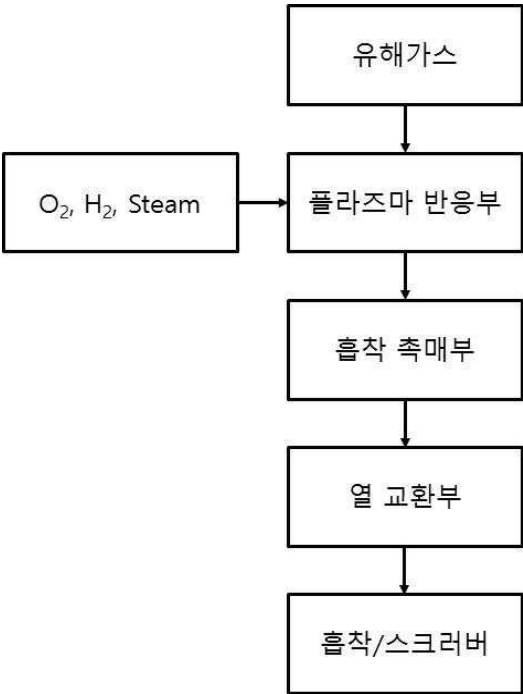 유해가스
O₂, H₂, Steam
플라즈마 반응부
흡착 촉매부
열 교환부
흡착/스크러버